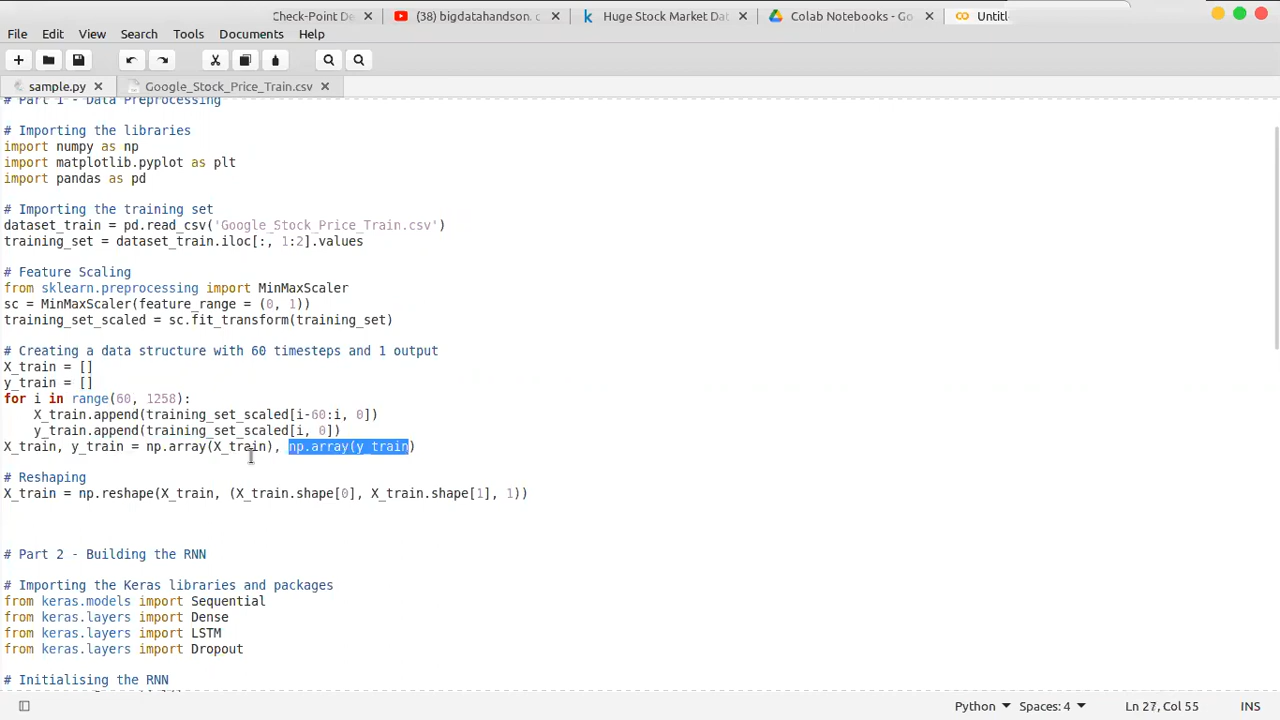 Check-Point De
(38) bigdatahandson. c
Huge Stock Market Dat
Colab Notebooks - Go
Untitl
File Edit View Search Tools Documents Help
sample.py
Google_Stock_Price_Train.csv
# Part 1 - Data Preprocessing
# Importing the libraries
import numpy as np
import matplotlib.pyplot as plt
import pandas as pd
# Importing the training set
dataset_train = pd.read_csv('Google_Stock_Price_Train.csv')
training_set = dataset_train.iloc[:, 1:2].values
# Feature Scaling
from sklearn.preprocessing import MinMaxScaler
sc = MinMaxScaler(feature_range = (0, 1))
training_set_scaled = sc.fit_transform(training_set)
# Creating a data structure with 60 timesteps and 1 output
X_train = []
y_train = []
for i in range(60, 1258):
X_train.append(training_set_scaled[i-60:i, 0])
y_train.append(training_set_scaled[i, 0])
X_train, y_train = np.array(X_train), np.array(y_train)
# Reshaping
X_train = np.reshape(X_train, (X_train.shape[0], X_train.shape[1], 1))
# Part 2 - Building the RNN
# Importing the Keras libraries and packages
from keras.models import Sequential
from keras.layers import Dense
from keras.layers import LSTM
from keras.layers import Dropout
# Initialising the RNN
Python Spaces: 4 Ln 27, Col 55 INS